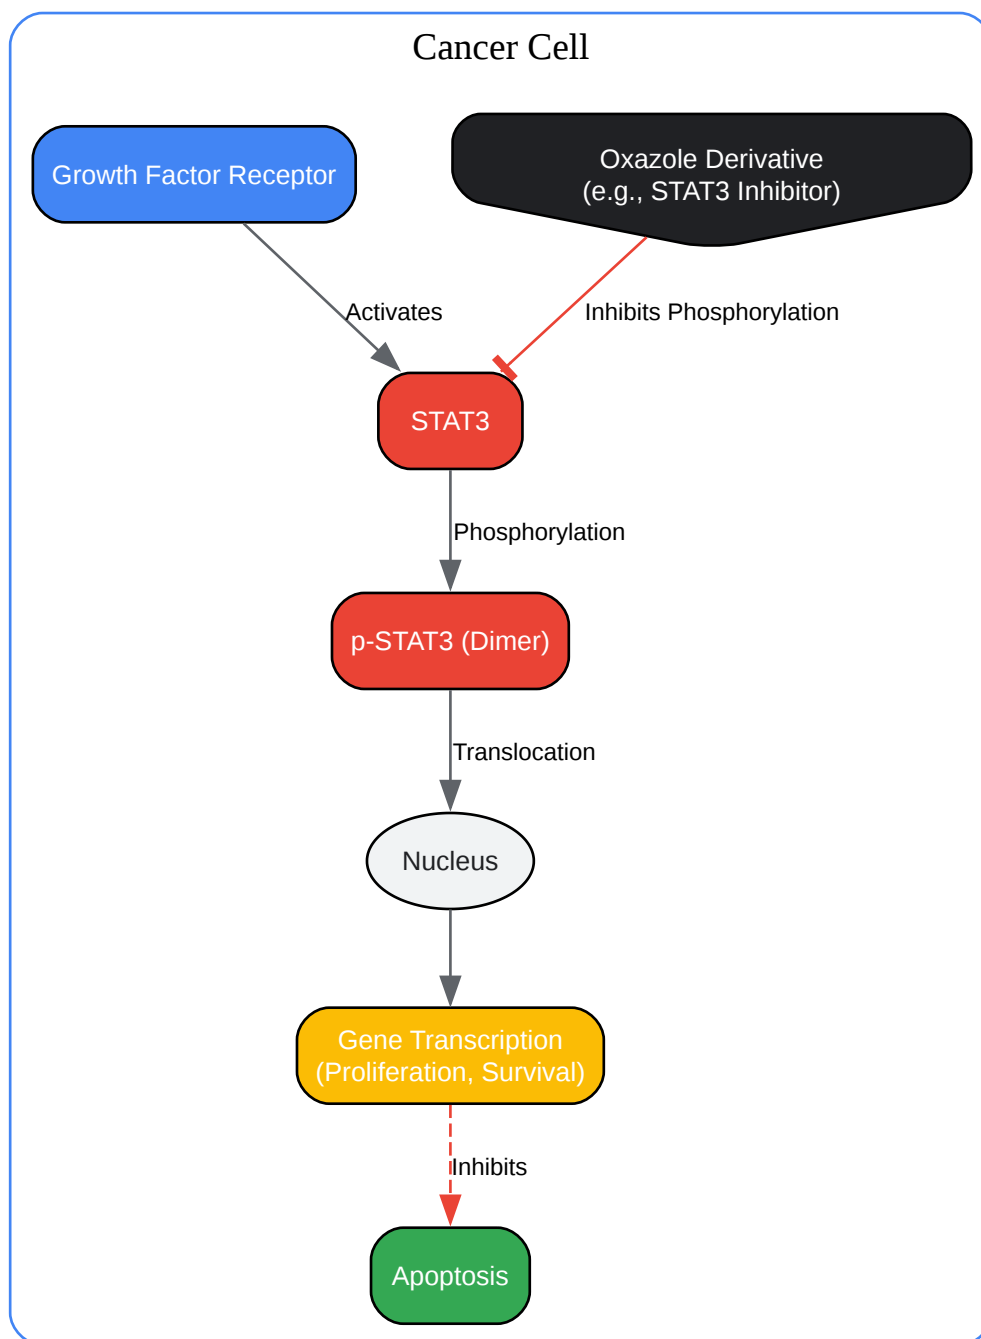 Cancer Cell
Growth Factor Receptor
Oxazole Derivative
(e.g., STAT3 Inhibitor)
Activates
Inhibits Phosphorylation
STAT3
Phosphorylation
p-STAT3 (Dimer)
Translocation
Nucleus
Gene Transcription
(Proliferation, Survival)
Inhibits
Apoptosis